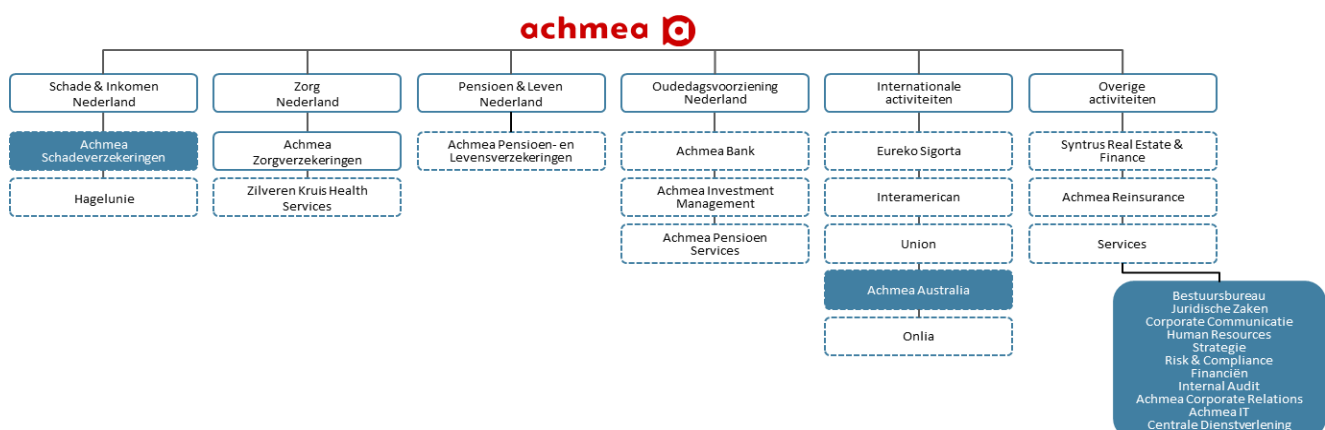 achmea
Schade & Inkomen
Nederland
Zorg
Nederland
Pensioen & Leven
Nederland
Oudedagsvoorziening
Nederland
Internationale
activiteiten
Overige
activiteiten
Achmea
Schadeverzekeringen
Hagelunie
Achmea
Zorgverzekeringen
Zilveren Kruis Health
Services
Achmea Pensioen- en
Levensverzekeringen
Achmea Bank
Achmea Investment
Management
Achmea Pensioen
Services
Eureko Sigorta
Interamerican
Union
Achmea Australia
Onlia
Syntrus Real Estate &
Finance
Achmea Reinsurance
Services
Bestuursbureau
Juridische Zaken
Corporate Communicatie
Human Resources
Strategie
Risk & Compliance
Financiën
Internal Audit
Achmea Corporate Relations
Achmea IT
Centrale Dienstverlening